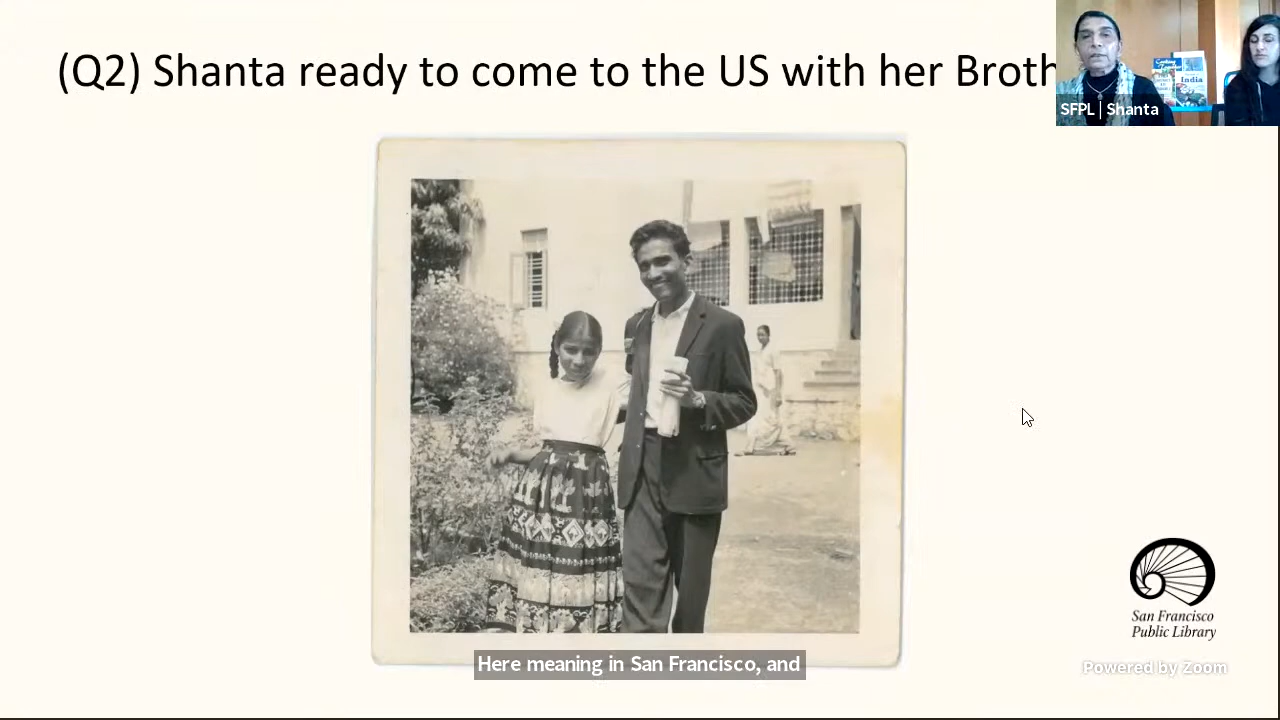 (Q2) Shanta ready to come to the US with her Broth
SFPL | Shanta
India
San Francisco
Public Library
Here meaning in San Francisco, and
Powered by Zoom